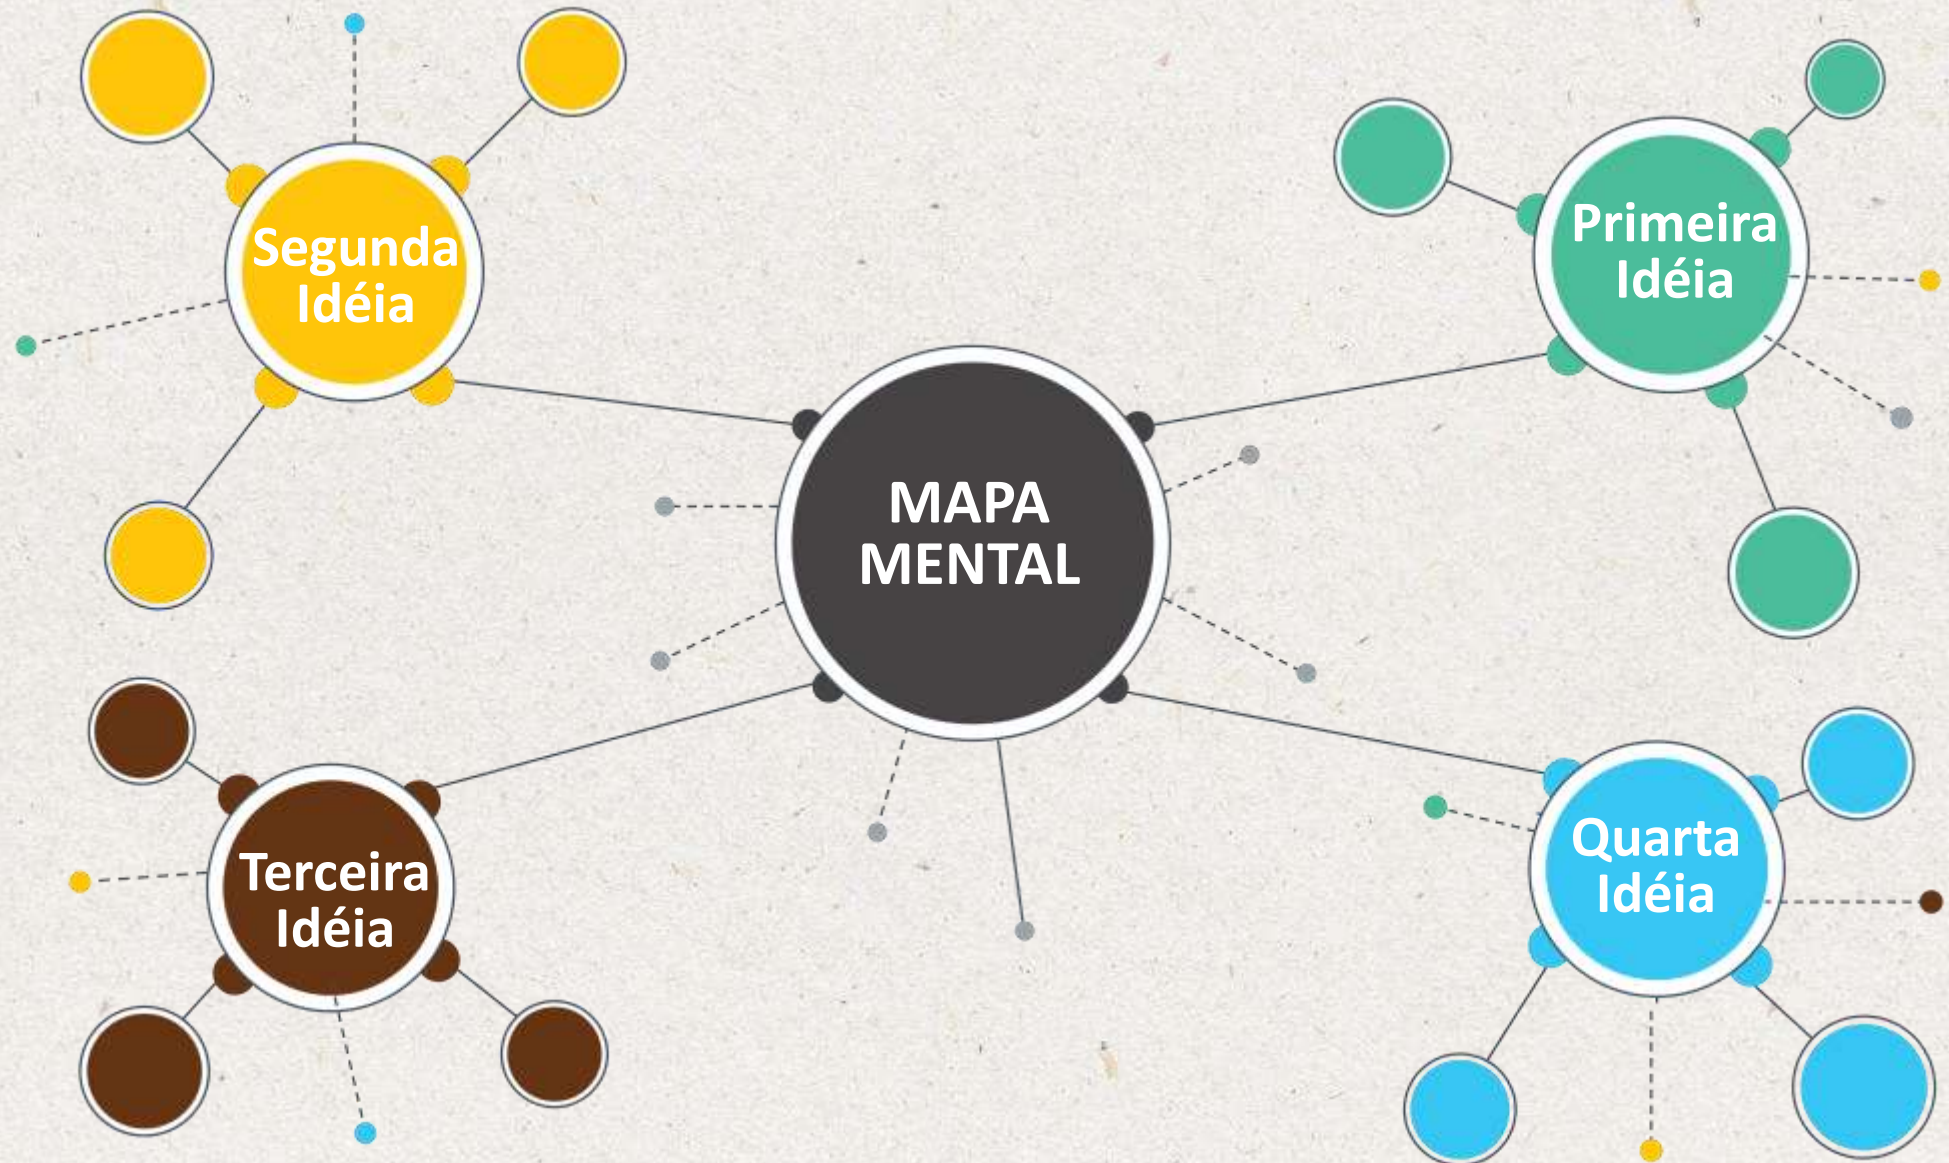 Segunda
Idéia
Primeira
Idéia
MAPA
MENTAL
Terceira
Idéia
Quarta
Idéia